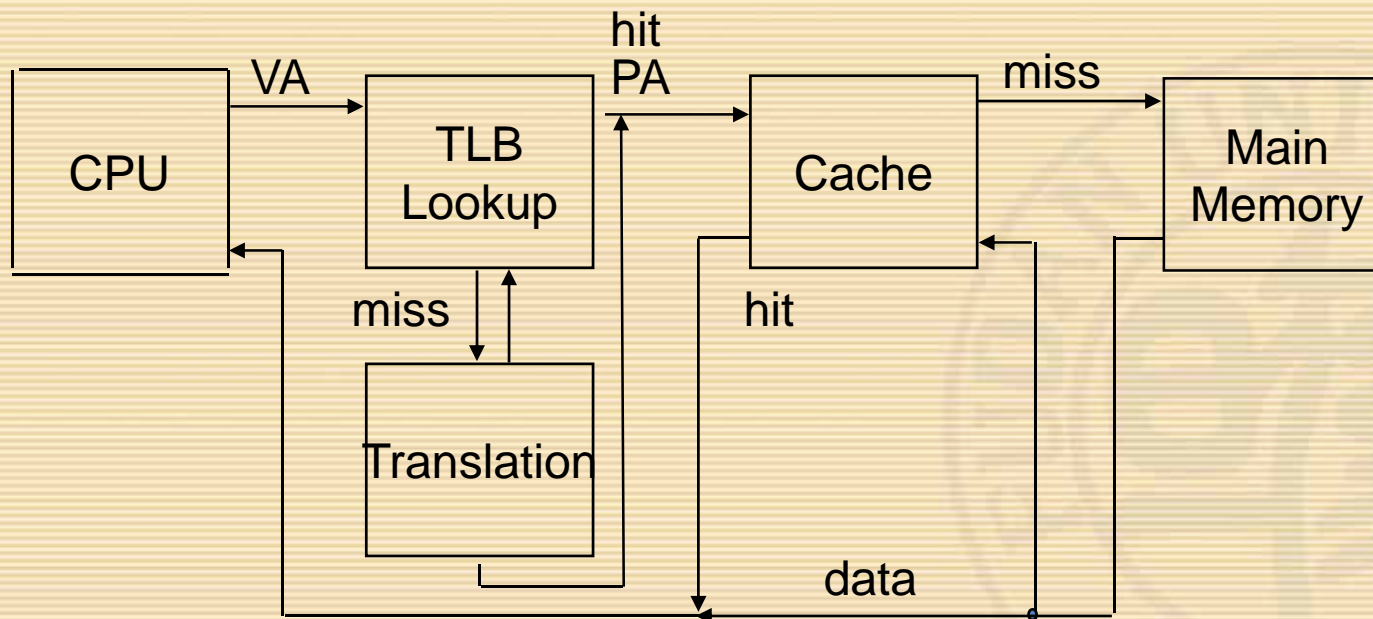 hit
VA
PA
miss
CPU
TLB
Lookup
Cache
Main
Memory
miss
hit
Translation
data